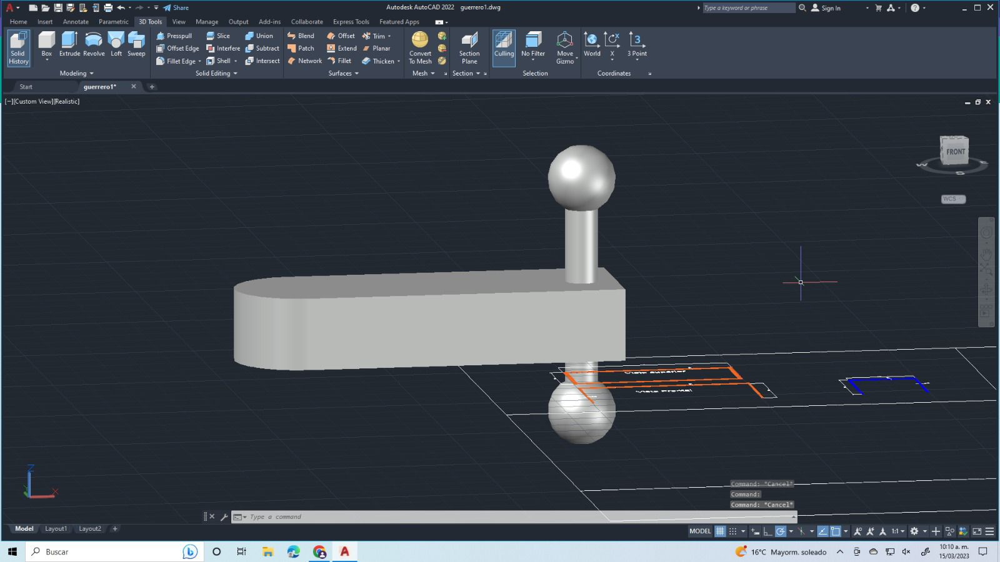 Share
Autodesk AutoCAD 2022 guerrero1.dwg
Type a keyword or phrase
Sign In
Home Insert Annotate Parametric 3D Tools View Manage Output Add-ins Collaborate Express Tools Featured Apps
Solid History
Box
Extrude
Revolve
Loft
Sweep
Modeling
Presspull
Offset Edge
Fillet Edge
Slice
Interfere
Shell
Union
Subtract
Intersect
Solid Editing
Blend
Patch
Network
Offset
Extend
Fillet
Trim
Planar
Thicken
Surfaces
Convert To Mesh
Mesh
Section Plane
Section
Culling
No Filter
Move Gizmo
Selection
World
X
3 Point
Coordinates
Start
guerrero1*
[−][Custom View][Realistic]
FRONT
W
S
E
WCS
Vista superior
Vista frontal
Z
X
Y
Command: *Cancel*
Command:
Command: *Cancel*
Type a command
Model Layout1 Layout2
MODEL
1:1
Buscar
16°C Mayorm. soleado
10:10 a. m.
15/03/2023